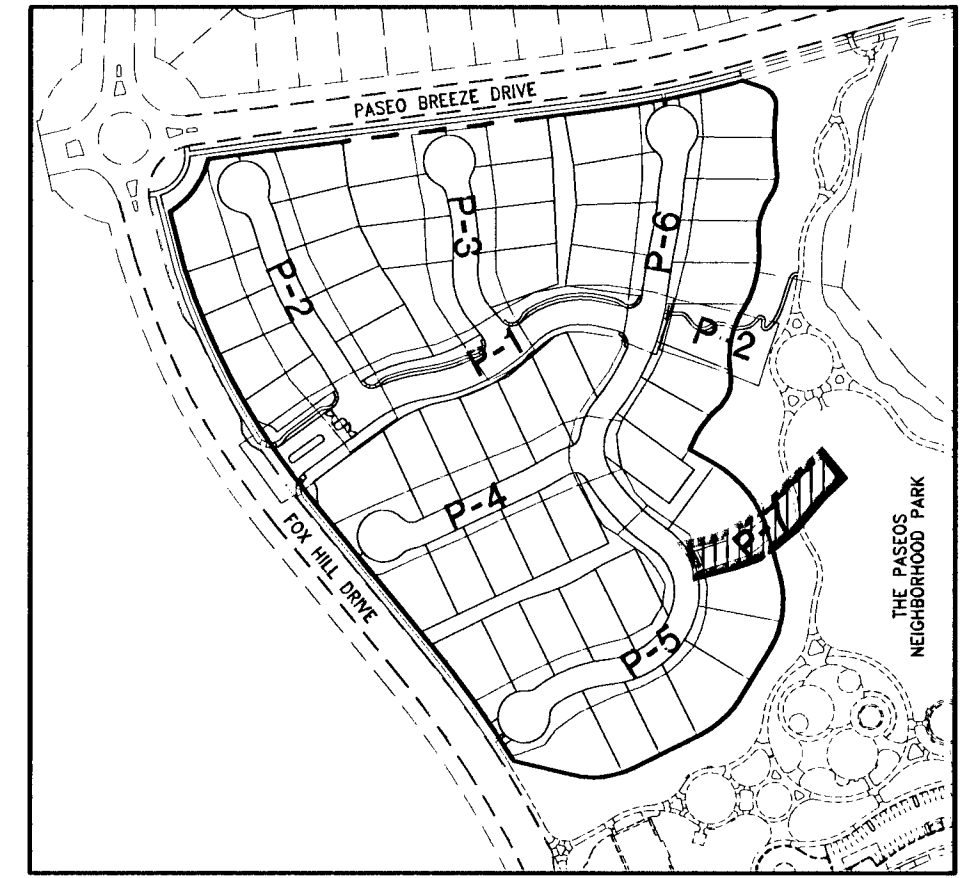 PASEO BREEZE DRIVE
P-2
P-3
P-6
P-1
P-2
P-4
P-5
FOX HILL DRIVE
THE PASEOS
NEIGHBORHOOD PARK